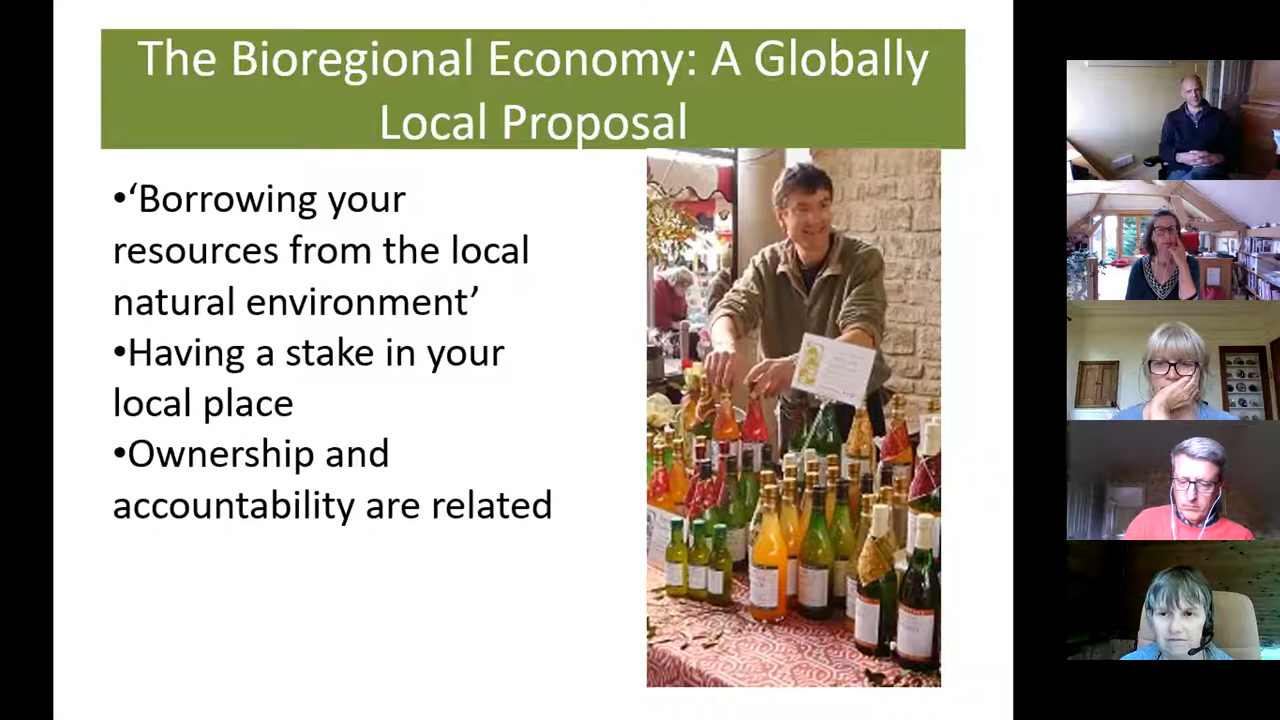 The Bioregional Economy: A Globally
Local Proposal
•‘Borrowing your
resources from the local
natural environment’
•Having a stake in your
local place
•Ownership and
accountability are related